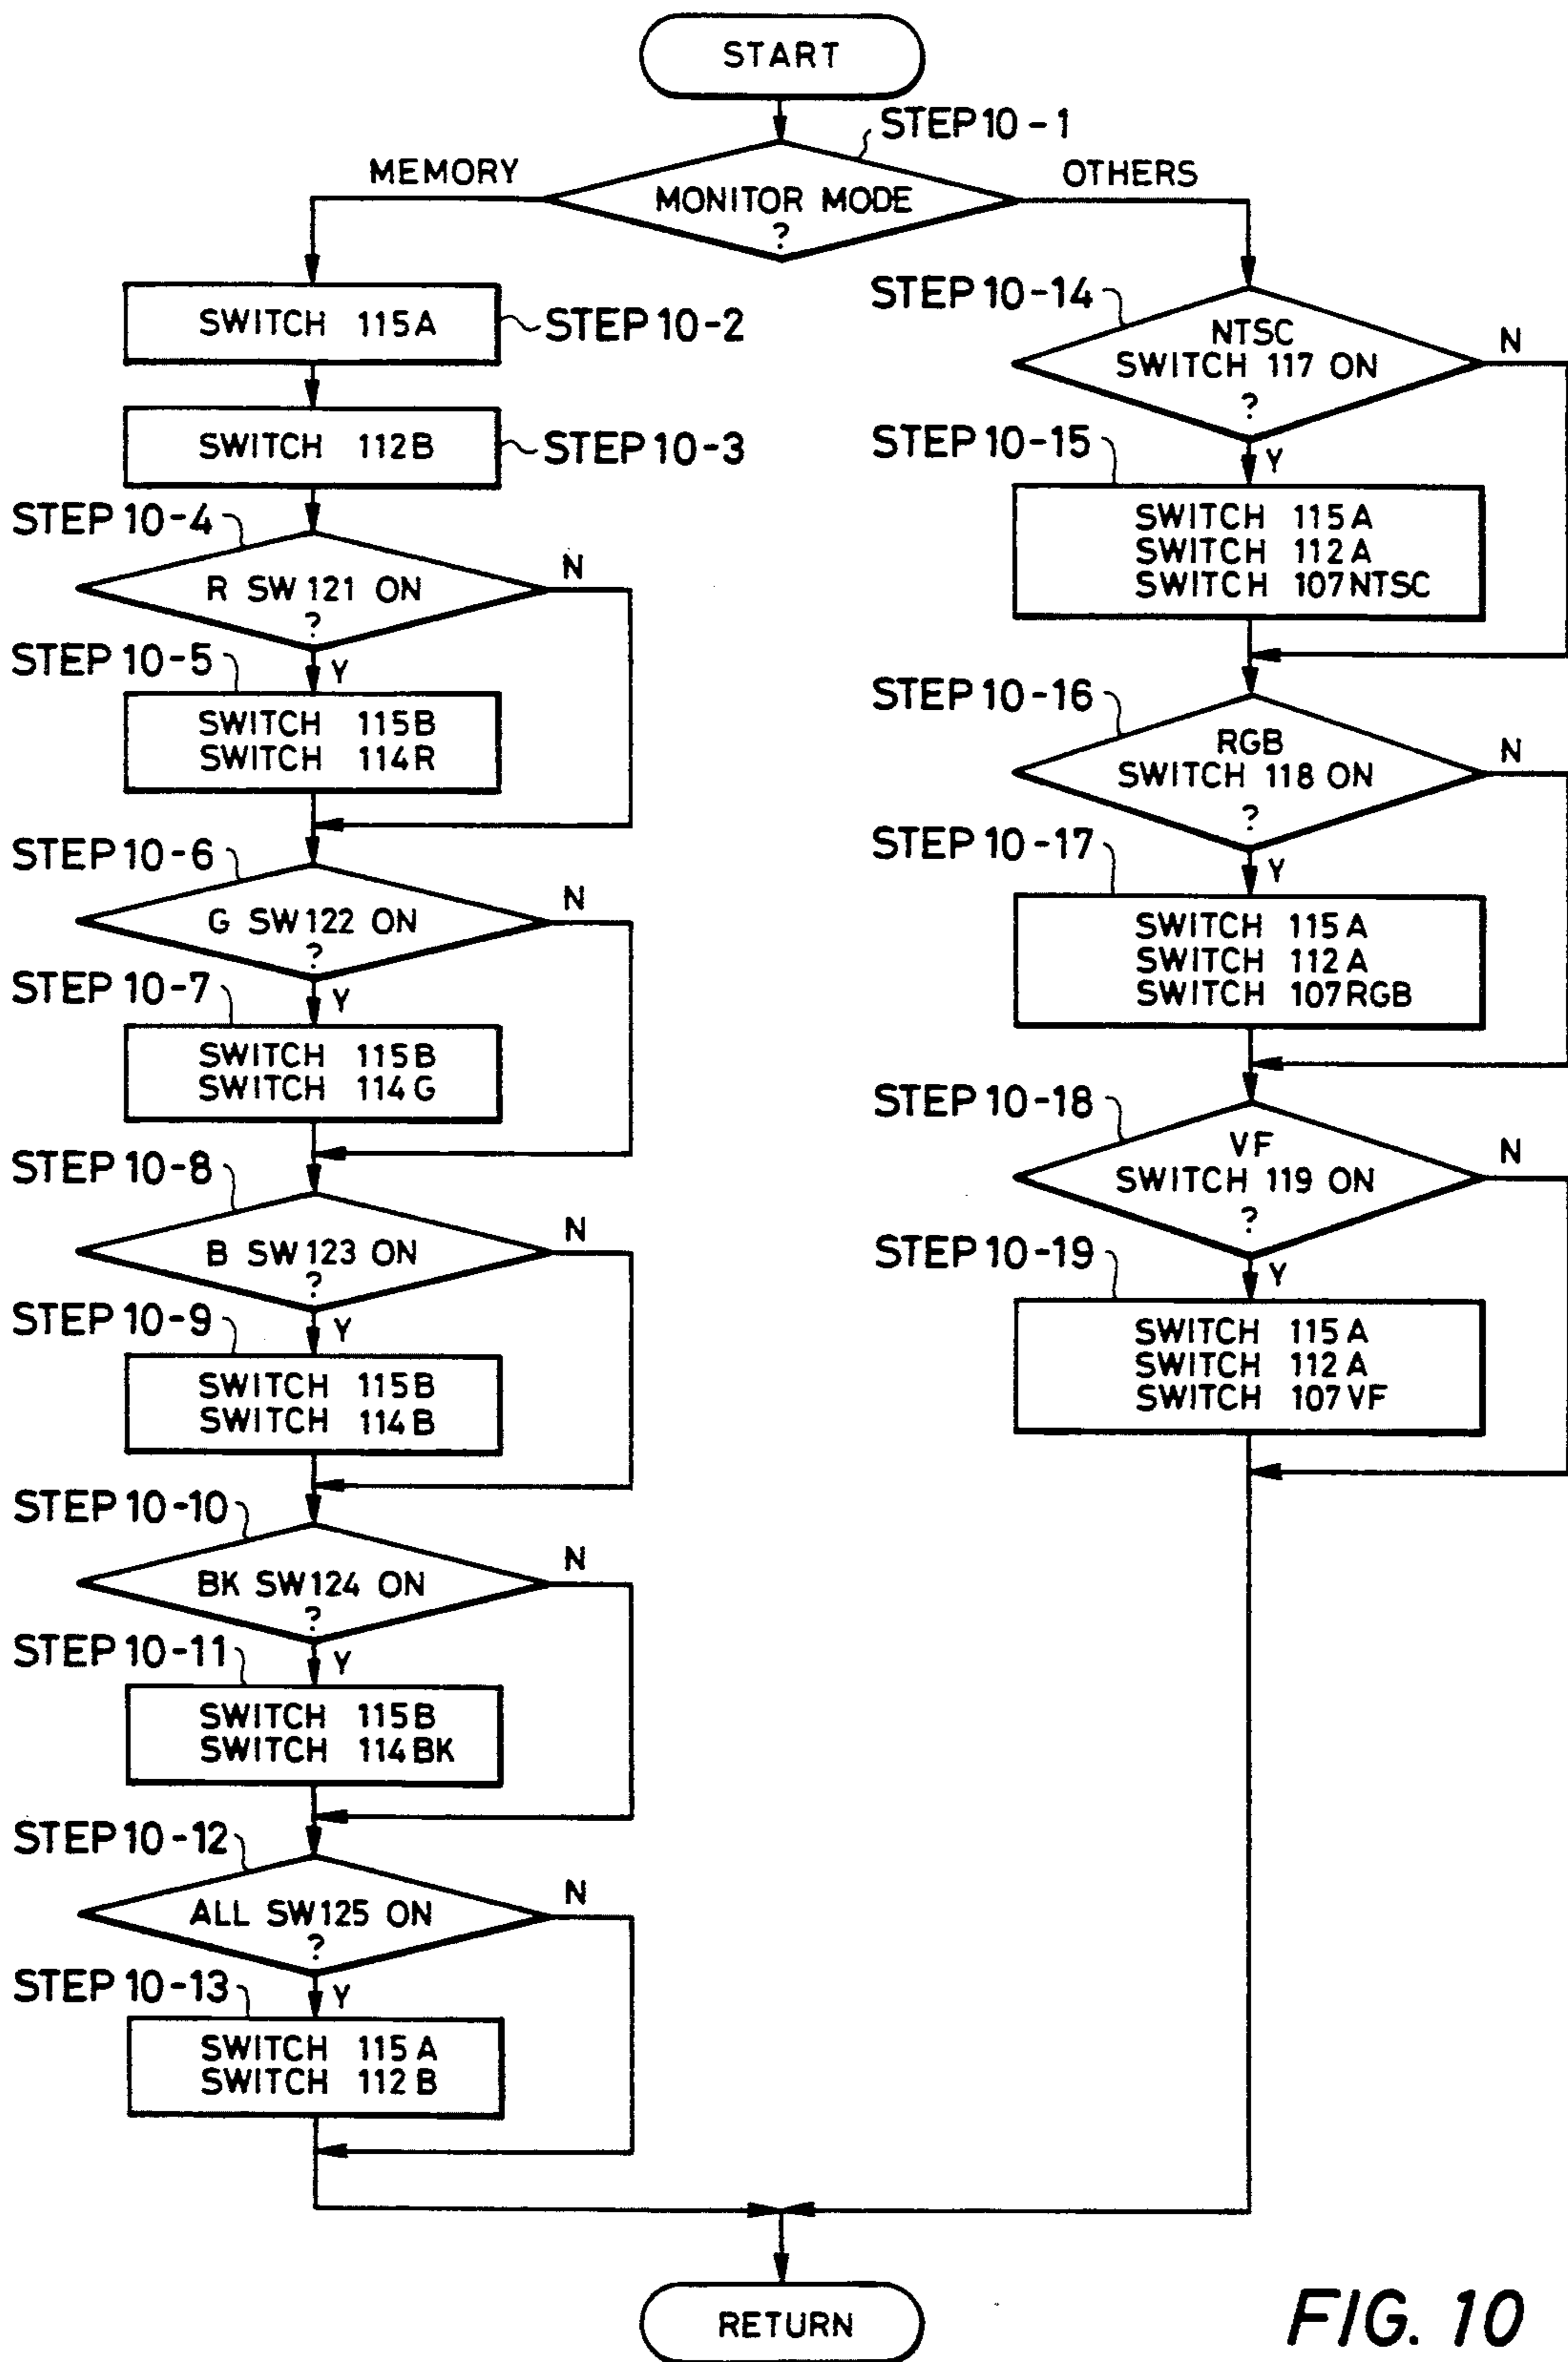 START
STEP 10-1
MONITOR MODE
?
MEMORY
OTHERS
SWITCH 115A
STEP 10-2
SWITCH 112B
STEP 10-3
STEP 10-4
R SW121 ON
?
N
Y
STEP 10-5
SWITCH 115B
SWITCH 114R
STEP 10-6
G SW122 ON
?
N
Y
STEP 10-7
SWITCH 115B
SWITCH 114G
STEP 10-8
B SW123 ON
?
N
Y
STEP 10-9
SWITCH 115B
SWITCH 114B
STEP 10-10
BK SW124 ON
?
N
Y
STEP 10-11
SWITCH 115B
SWITCH 114BK
STEP 10-12
ALL SW125 ON
?
N
Y
STEP 10-13
SWITCH 115A
SWITCH 112B
STEP 10-14
NTSC
SWITCH 117 ON
?
N
Y
STEP 10-15
SWITCH 115A
SWITCH 112A
SWITCH 107NTSC
STEP 10-16
RGB
SWITCH 118 ON
?
N
Y
STEP 10-17
SWITCH 115A
SWITCH 112A
SWITCH 107RGB
STEP 10-18
VF
SWITCH 119 ON
?
N
Y
STEP 10-19
SWITCH 115A
SWITCH 112A
SWITCH 107VF
RETURN
FIG. 10